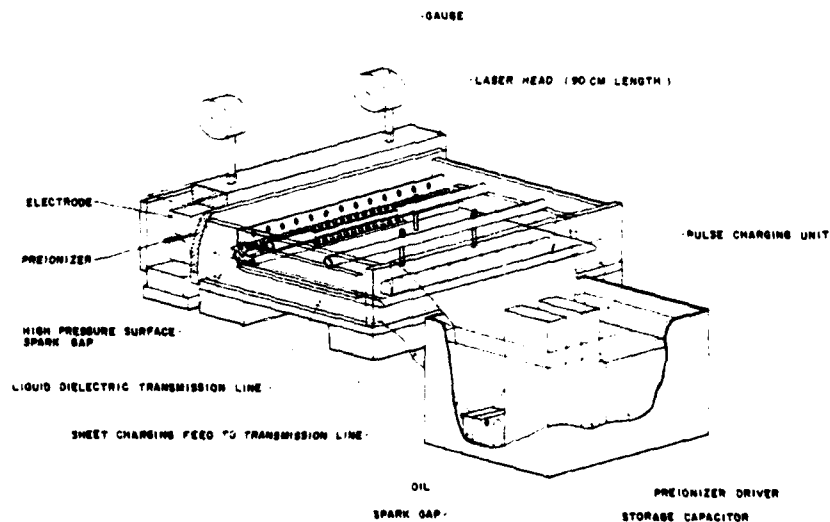 GAUSE
LASER HEAD (90 CM LENGTH)
ELECTRODE
PULSE CHARGING UNIT
PREIONIZER
HIGH PRESSURE SURFACE
SPARK GAP
LIQUID DIELECTRIC TRANSMISSION LINE
SHEET CHARGING FEED TO TRANSMISSION LINE
OIL
PREIONIZER DRIVER
SPARK GAP
STORAGE CAPACITOR